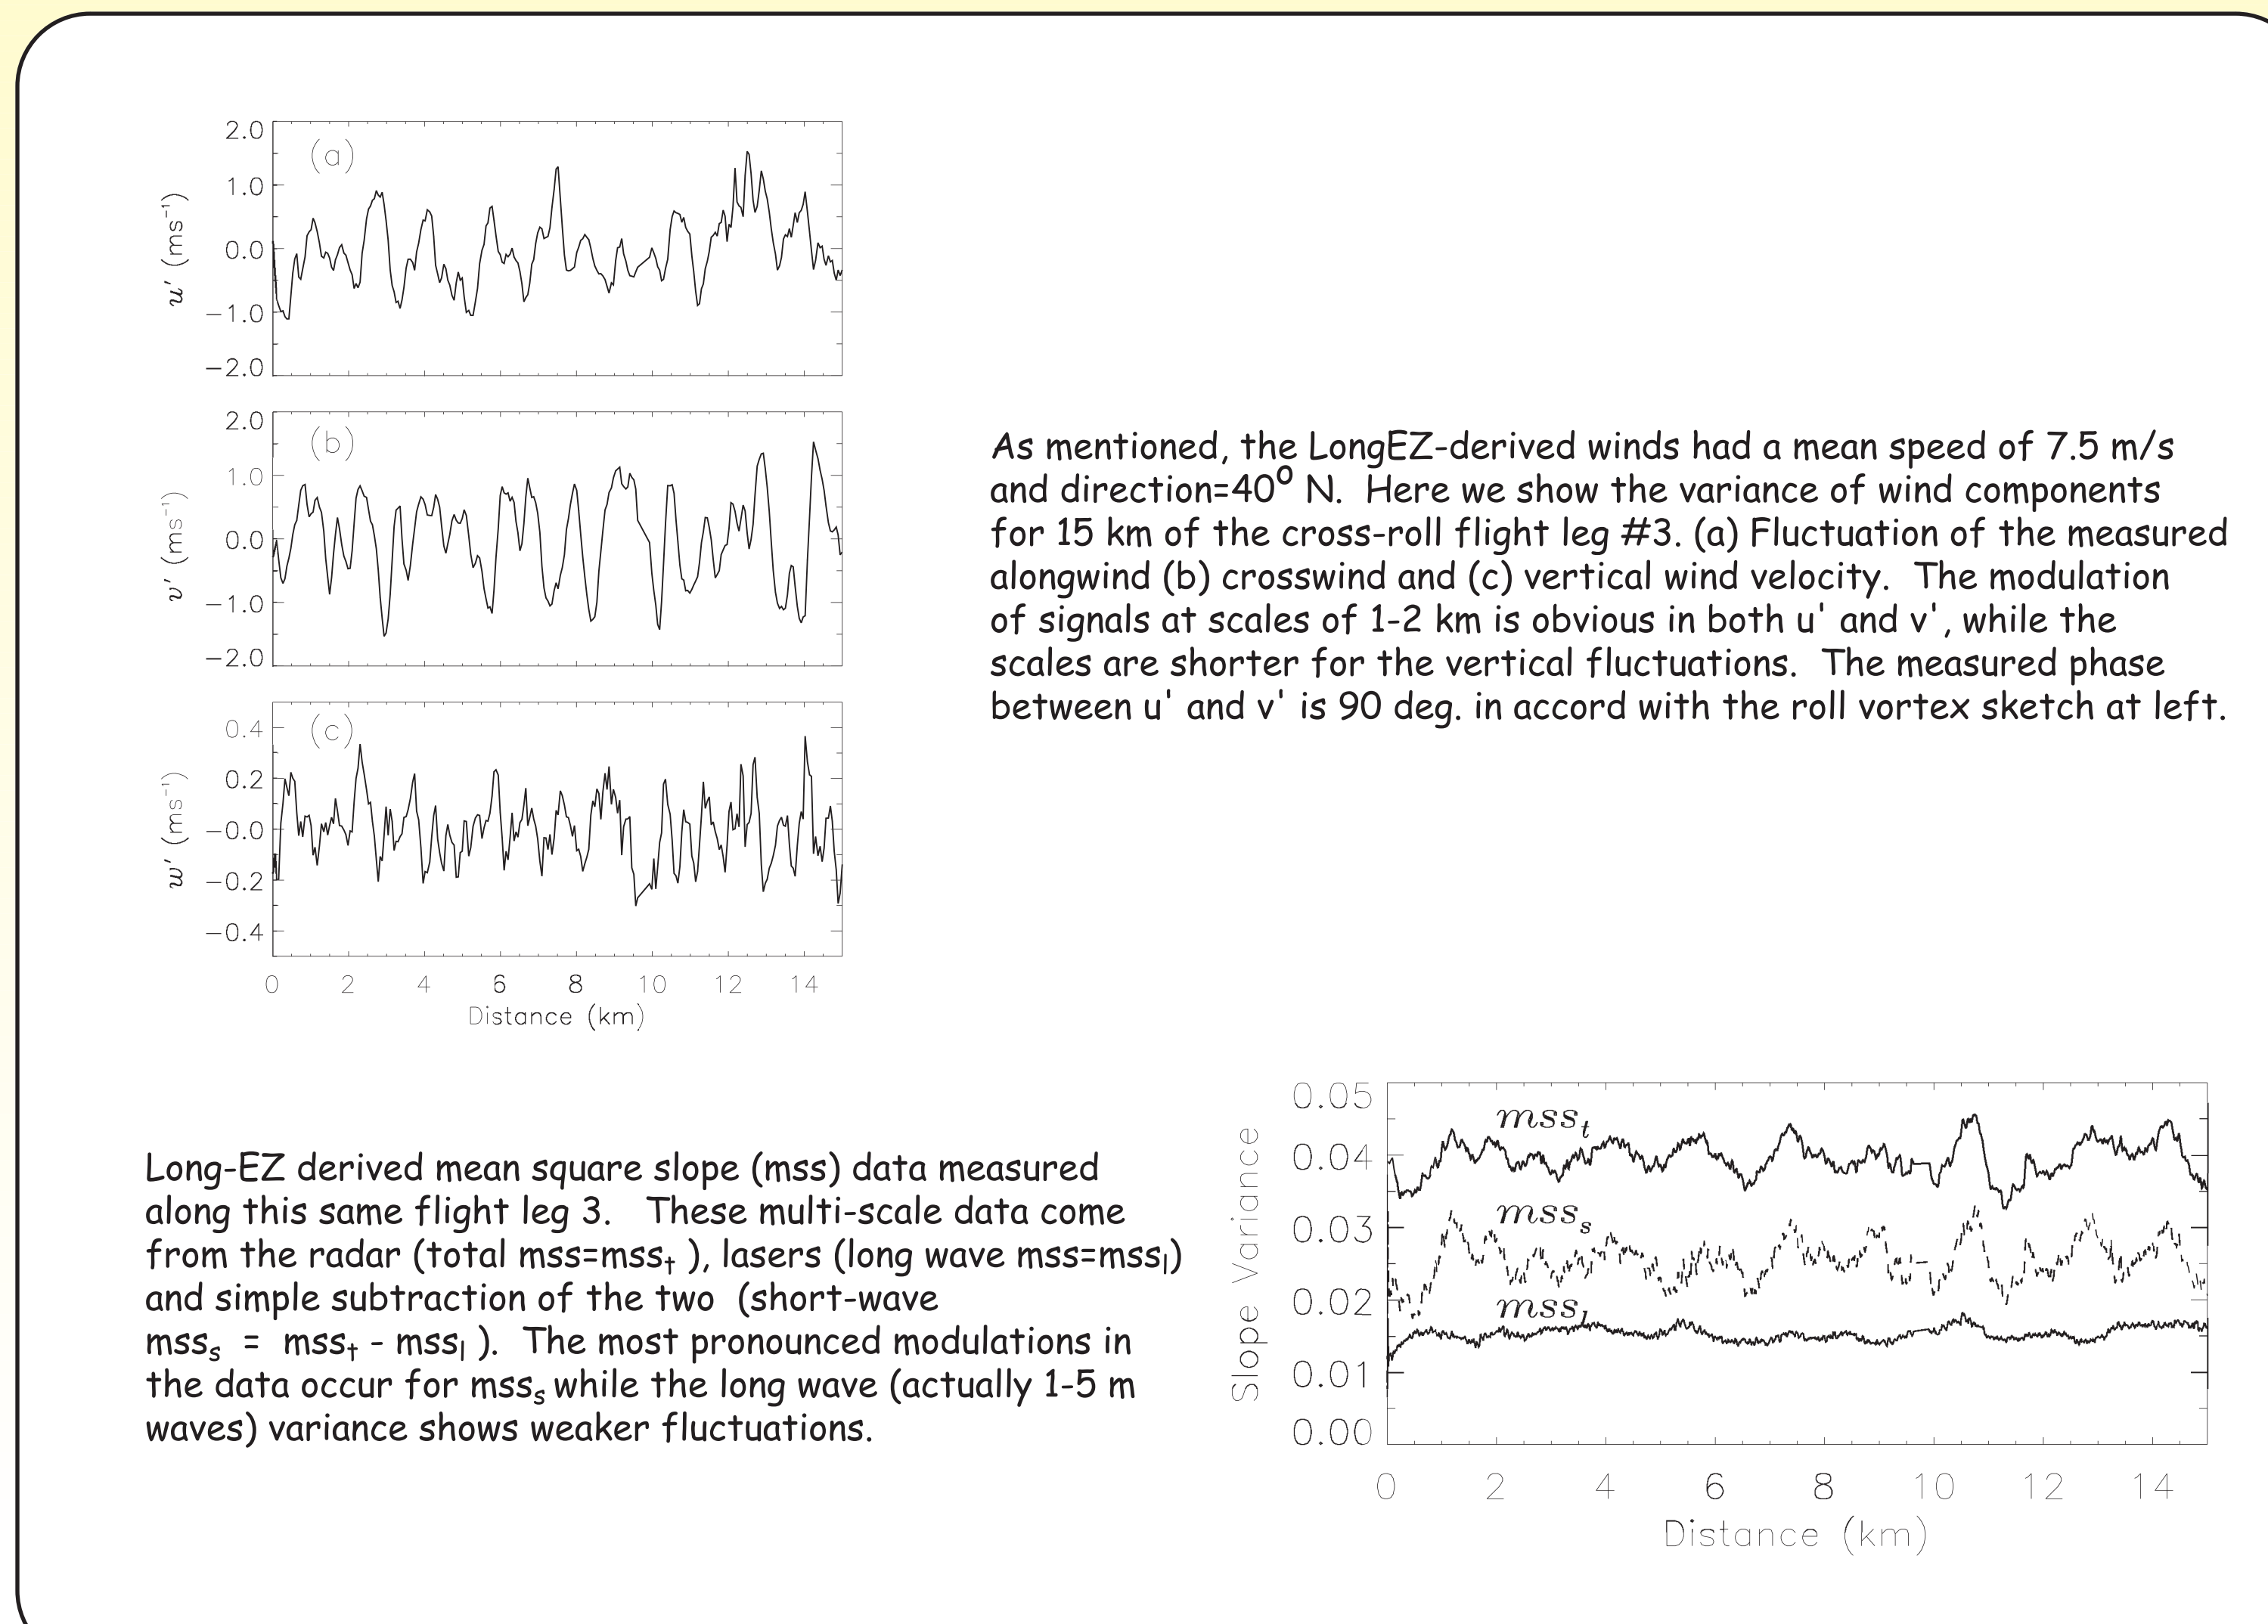 2.0
(a)
1.0
0.0
−1.0
−2.0
u′ (ms⁻¹)
2.0
(b)
1.0
0.0
−1.0
−2.0
v′ (ms⁻¹)
0.4
(c)
0.2
−0.0
−0.2
−0.4
w′ (ms⁻¹)
0 2 4 6 8 10 12 14
Distance (km)
As mentioned, the LongEZ-derived winds had a mean speed of 7.5 m/s
and direction=40º N. Here we show the variance of wind components
for 15 km of the cross-roll flight leg #3. (a) Fluctuation of the measured
alongwind (b) crosswind and (c) vertical wind velocity. The modulation
of signals at scales of 1-2 km is obvious in both u' and v', while the
scales are shorter for the vertical fluctuations. The measured phase
between u' and v' is 90 deg. in accord with the roll vortex sketch at left.
Long-EZ derived mean square slope (mss) data measured
along this same flight leg 3. These multi-scale data come
from the radar (total mss=mssₜ ), lasers (long wave mss=mssₗ)
and simple subtraction of the two (short-wave
mssₛ = mssₜ - mssₗ ). The most pronounced modulations in
the data occur for mssₛ while the long wave (actually 1-5 m
waves) variance shows weaker fluctuations.
0.05
0.04
0.03
0.02
0.01
0.00
Slope Variance
mssₜ
mssₛ
mssₗ
0 2 4 6 8 10 12 14
Distance (km)